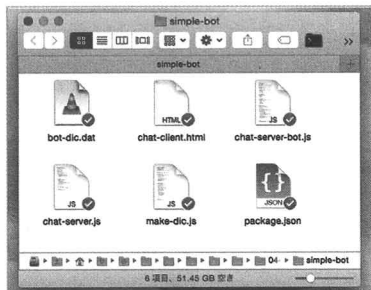 simple-bot
simple-bot
HTML
JS
bot-dic.dat
chat-client.html
chat-server-bot.js
JS
JS
JSON
chat-server.js
make-dic.js
package.json
04
simple-bot
6 項目、51.45 GB 空き